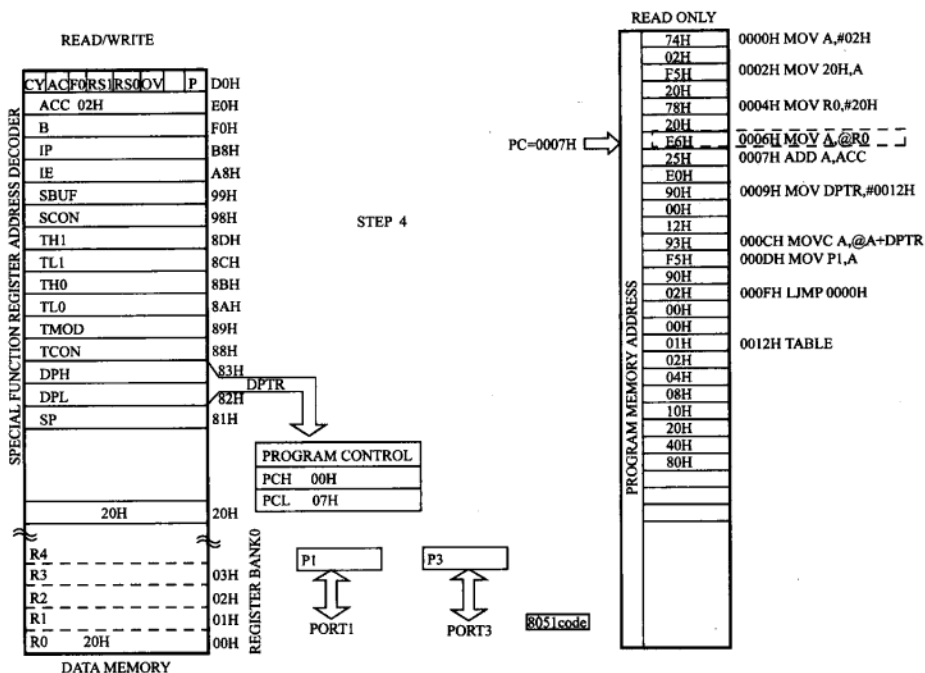 READ/WRITE
SPECIAL FUNCTION REGISTER ADDRESS DECODER
CY AC F0 RS1 RS0 OV P D0H
ACC 02H E0H
B F0H
IP B8H
IE A8H
SBUF 99H
SCON 98H
TH1 8DH
TL1 8CH
TH0 8BH
TL0 8AH
TMOD 89H
TCON 88H
DPH 83H
DPTR
DPL 82H
SP 81H
20H 20H
R4
R3 03H
R2 02H
R1 01H
R0 20H 00H
REGISTER BANK0
DATA MEMORY
STEP 4
PROGRAM CONTROL
PCH 00H
PCL 07H
P1
PORT1
P3
PORT3
8051code
PC=0007H
READ ONLY
PROGRAM MEMORY ADDRESS
74H 0000H MOV A,#02H
02H
F5H 0002H MOV 20H,A
20H
78H 0004H MOV R0,#20H
20H
E6H 0006H MOV A,@R0
25H 0007H ADD A,ACC
E0H
90H 0009H MOV DPTR,#0012H
00H
12H
93H 000CH MOVC A,@A+DPTR
F5H 000DH MOV P1,A
90H
02H 000FH LJMP 0000H
00H
00H
01H 0012H TABLE
02H
04H
08H
10H
20H
40H
80H